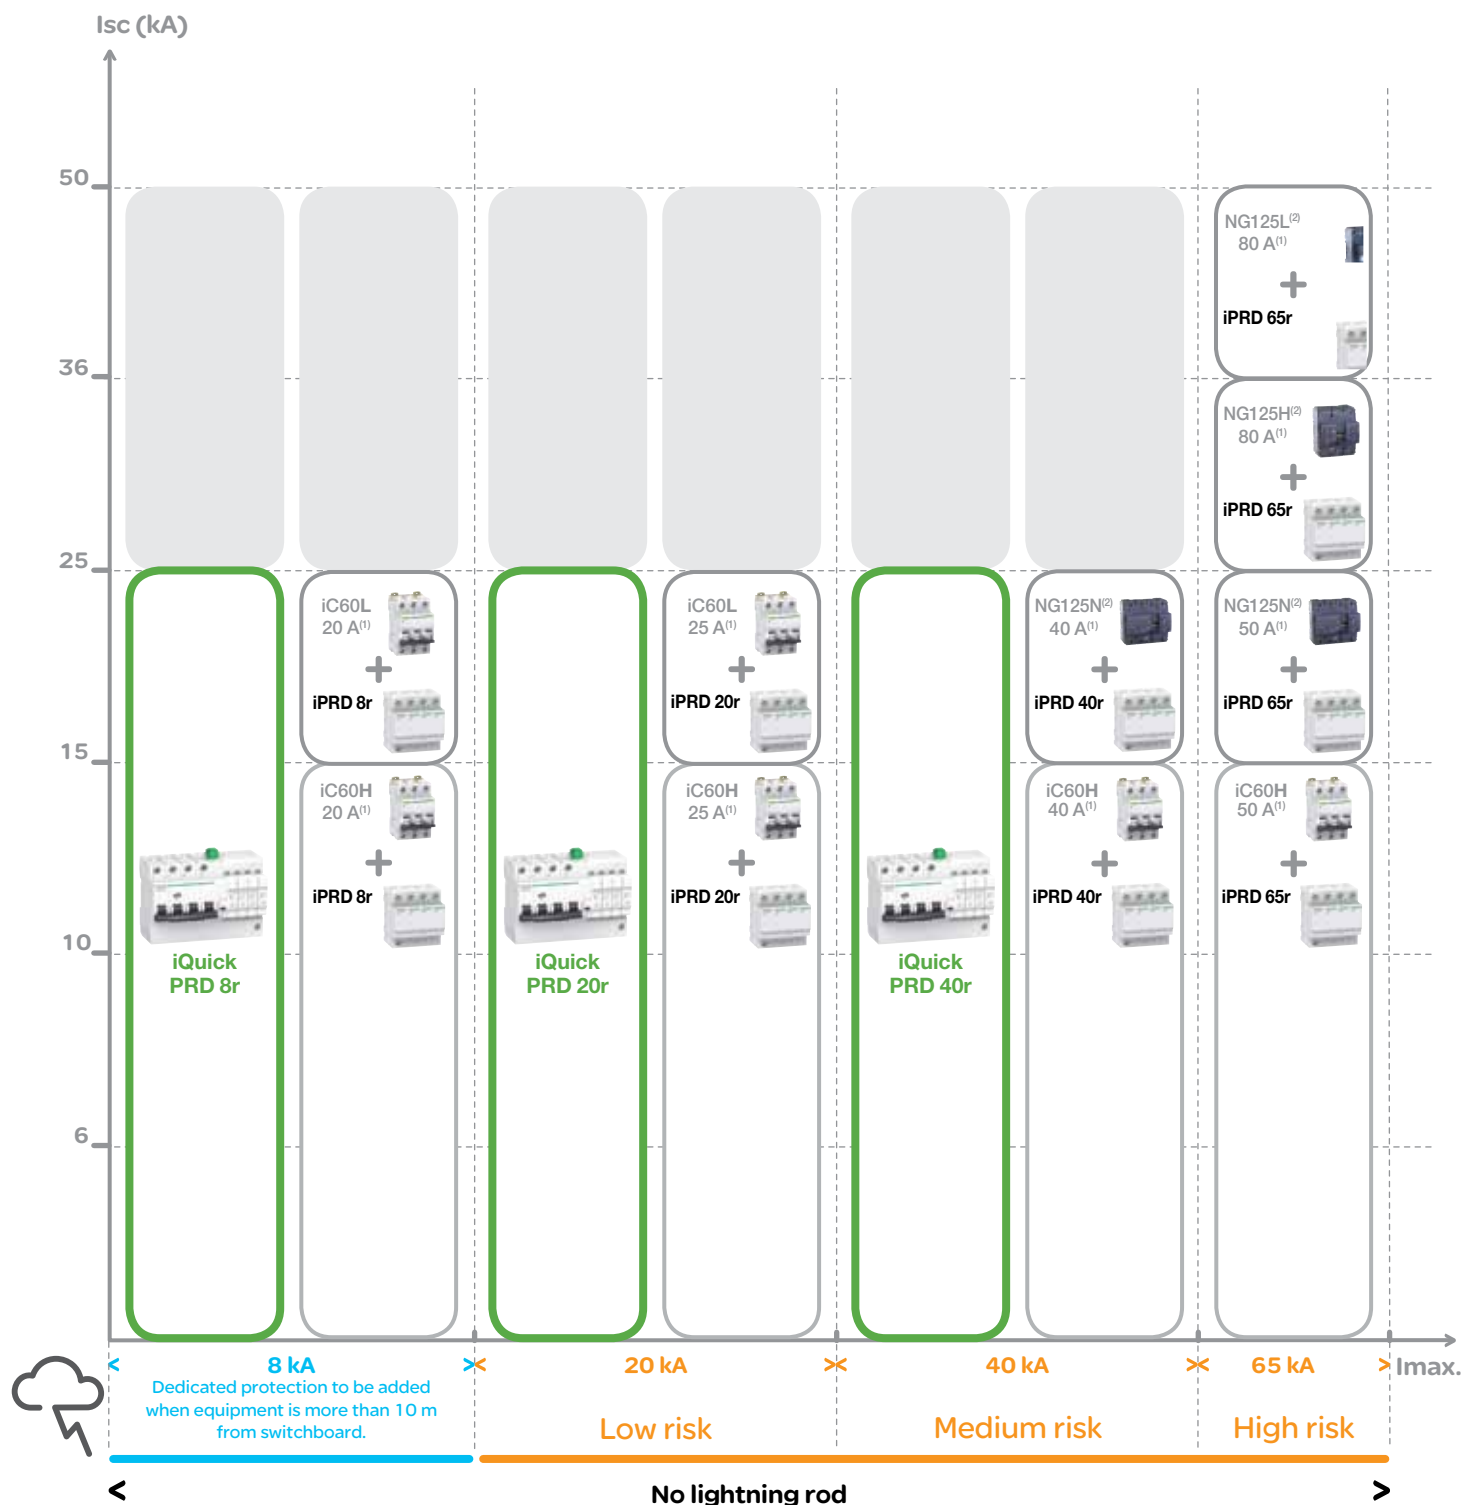 Isc (kA)
50
NG125L(2)
80 A(1)
+
iPRD 65r
36
NG125H(2)
80 A(1)
+
iPRD 65r
25
iC60L
20 A(1)
+
iPRD 8r
iC60L
25 A(1)
+
iPRD 20r
NG125N(2)
40 A(1)
+
iPRD 40r
NG125N(2)
50 A(1)
+
iPRD 65r
15
iC60H
20 A(1)
+
iPRD 8r
iC60H
25 A(1)
+
iPRD 20r
iC60H
40 A(1)
+
iPRD 40r
iC60H
50 A(1)
+
iPRD 65r
10
iQuick
PRD 8r
iQuick
PRD 20r
iQuick
PRD 40r
6
8 kA
20 kA
40 kA
65 kA
Imax.
Dedicated protection to be added
when equipment is more than 10 m
from switchboard.
Low risk
Medium risk
High risk
No lightning rod